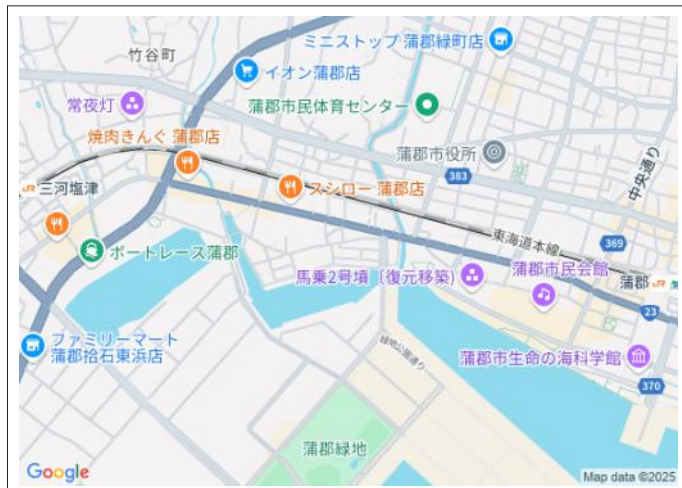 ミニストップ 蒲郡緑町店
竹谷町
イオン蒲郡店
常夜灯
蒲郡市民体育センター
焼肉きんぐ 蒲郡店
蒲郡市役所
383
中央通り
JR 三河塩津
スシロー 蒲郡店
東海道本線
369
ボートレース蒲郡
馬乗2号墳（復元移築）
蒲郡市民会館
蒲郡 JR
23
ファミリーマート
蒲郡拾石東浜店
緑地公園通り
蒲郡市生命の海科学館
370
蒲郡緑地
Google
Map data ©2025